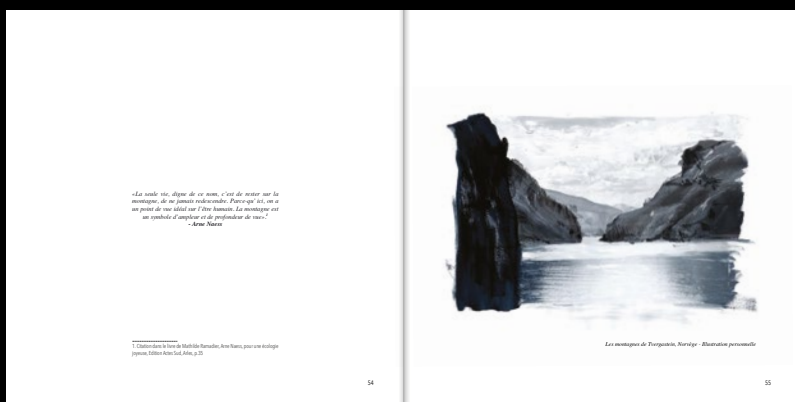 «La seule vie, digne de ce nom, c'est de rester sur la
montagne, de ne jamais redescendre. Parce-qu' ici, on a
un point de vue idéal sur l'être humain. La montagne est
un symbole d'ampleur et de profondeur de vue».¹
- Arne Naess
1. Citation dans le livre de Mathilde Ramadier, Arne Naess, pour une écologie
joyeuse, Edition Actes Sud, Arles, p.20.
54
Les montagnes de Tvergastein, Norvège - Illustration personnelle
55